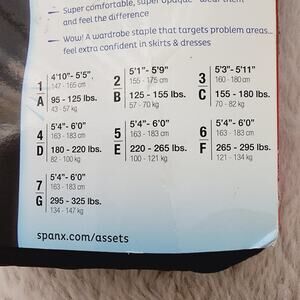 Super comfortable, super opaque wear them
and feel the difference
Wow! A wardrobe staple that targets problem areas...
feel extra confident in skirts & dresses
1 4'10"- 5'5", 147 - 165 cm
A 95 - 125 lbs. 43 - 57 kg
2 5'1"- 5'9" 155 - 175 cm
B 125 - 155 lbs. 57 - 70 kg
3 5'3"- 5'11" 160 - 180 cm
C 155 - 180 lbs. 70 - 82 kg
4 5'4"- 6'0" 163 - 183 cm
D 180 - 220 lbs. 82 - 100 kg
5 5'4"- 6'0" 163 - 183 cm
E 220 - 265 lbs. 100 - 121 kg
6 5'4"- 6'0" 163 - 183 cm
F 265 - 295 lbs. 121 - 134 kg
7 5'4"- 6'0" 163 - 183 cm
G 295 - 325 lbs. 134 - 147 kg
spanx.com/assets